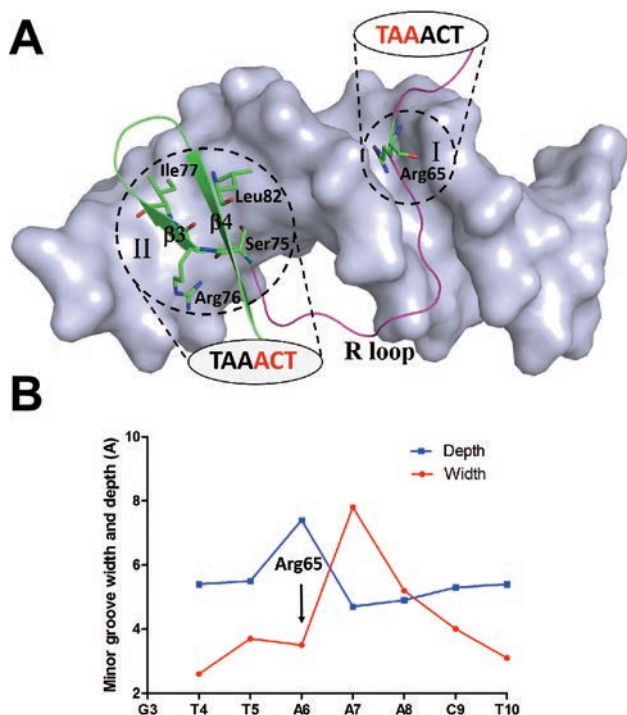 A
TAAACT
I
Arg65
Ile77
Leu82
β3
β4
II
Ser75
Arg76
TAAACT
R loop
B
Minor groove width and depth (A)
10
8
6
4
2
Depth
Width
Arg65
G3 T4 T5 A6 A7 A8 C9 T10